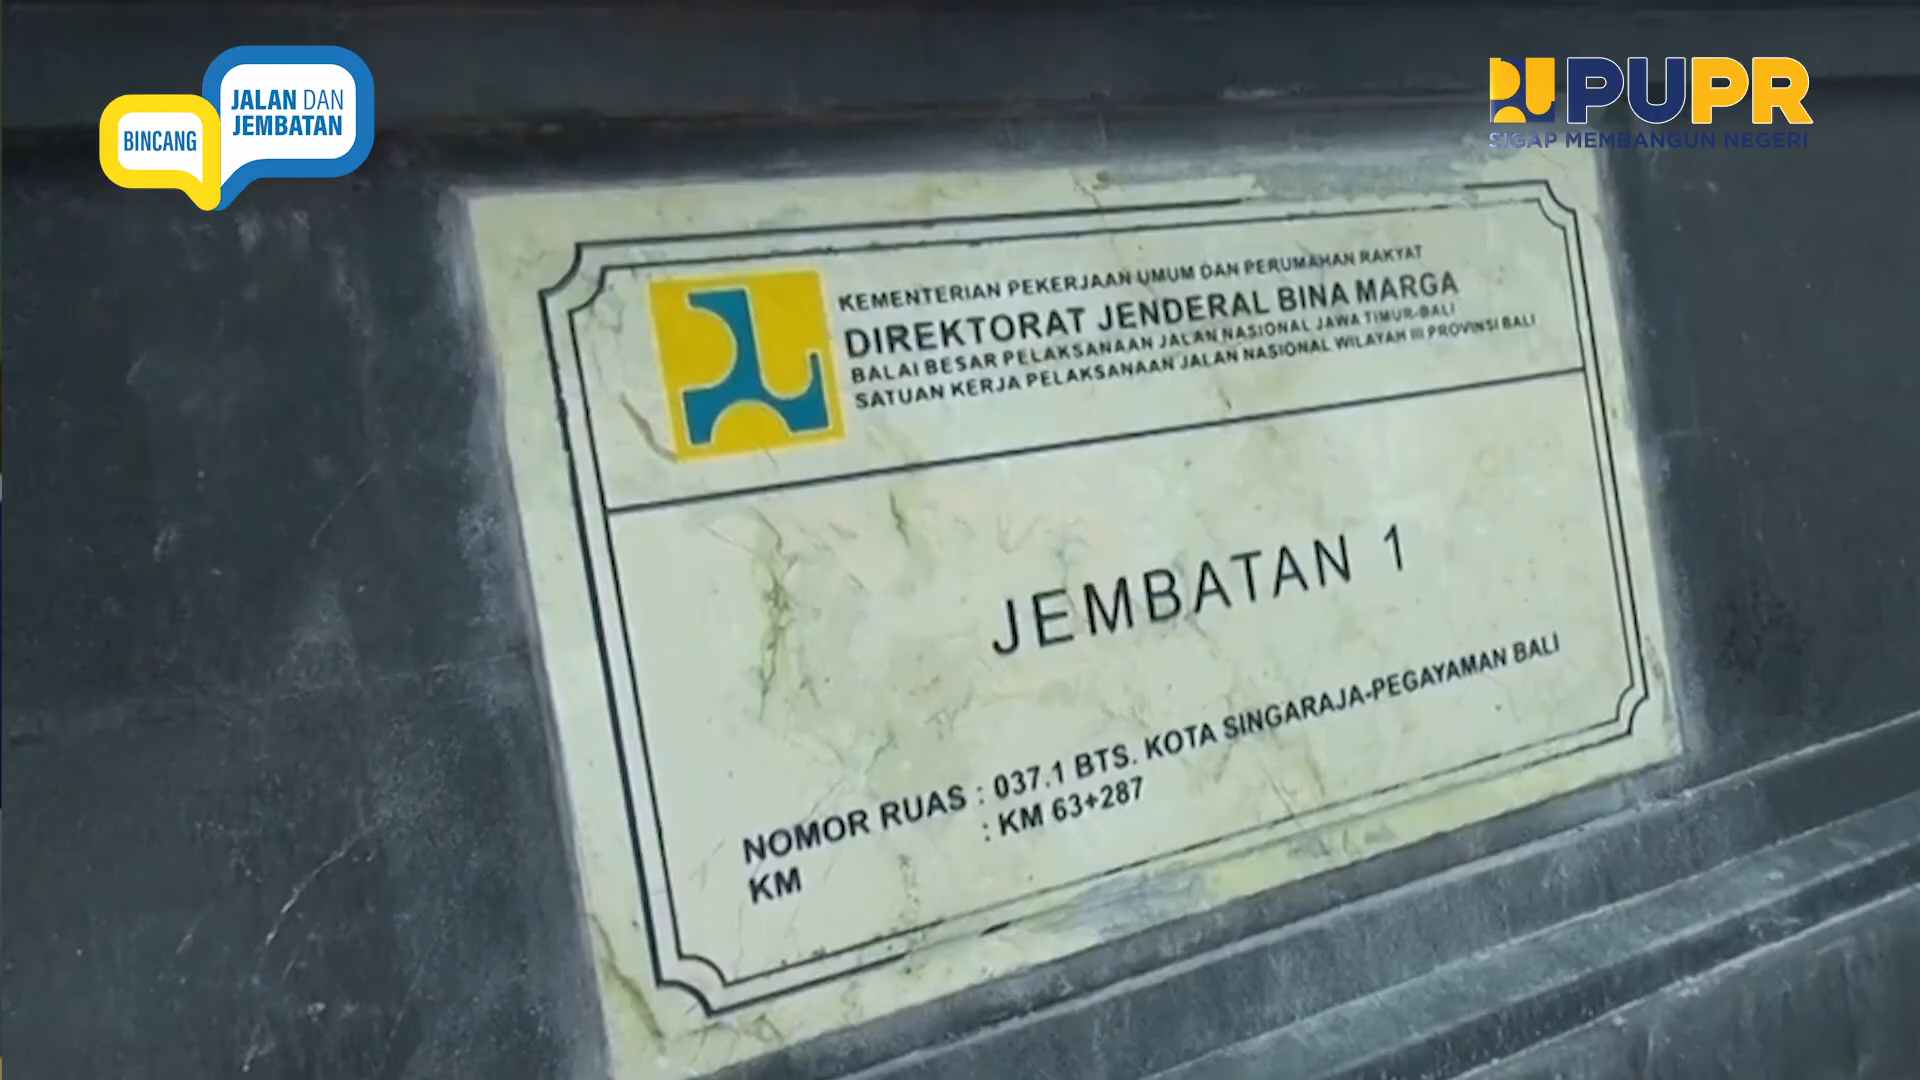 BINCANG
JALAN DAN
JEMBATAN
PUPR
SIGAP MEMBANGUN NEGERI
KEMENTERIAN PEKERJAAN UMUM DAN PERUMAHAN RAKYAT
DIREKTORAT JENDERAL BINA MARGA
BALAI BESAR PELAKSANAAN JALAN NASIONAL JAWA TIMUR-BALI
SATUAN KERJA PELAKSANAAN JALAN NASIONAL WILAYAH III PROVINSI BALI
JEMBATAN 1
NOMOR RUAS : 037.1 BTS. KOTA SINGARAJA-PEGAYAMAN BALI
KM : KM 63+287